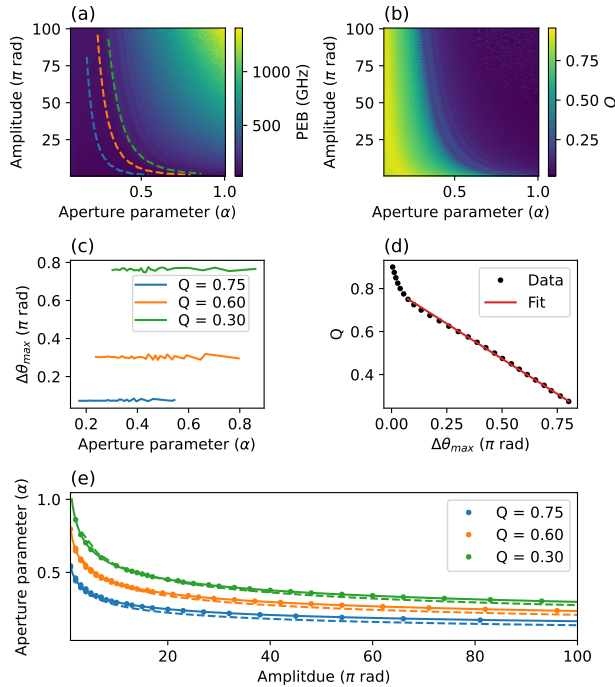 (a)
100
75
50
25
Amplitude (π rad)
0.5
1.0
Aperture parameter (α)
1000
500
PEB (GHz)
(b)
100
75
50
25
Amplitude (π rad)
0.5
1.0
Aperture parameter (α)
0.75
0.50
0.25
Q
(c)
0.8
0.6
0.4
0.2
Δθmax (π rad)
Q = 0.75
Q = 0.60
Q = 0.30
0.2
0.4
0.6
0.8
Aperture parameter (α)
(d)
0.8
0.6
0.4
Q
Data
Fit
0.00
0.25
0.50
0.75
Δθmax (π rad)
(e)
1.0
0.5
Aperture parameter (α)
Q = 0.75
Q = 0.60
Q = 0.30
20
40
60
80
100
Amplitdue (π rad)